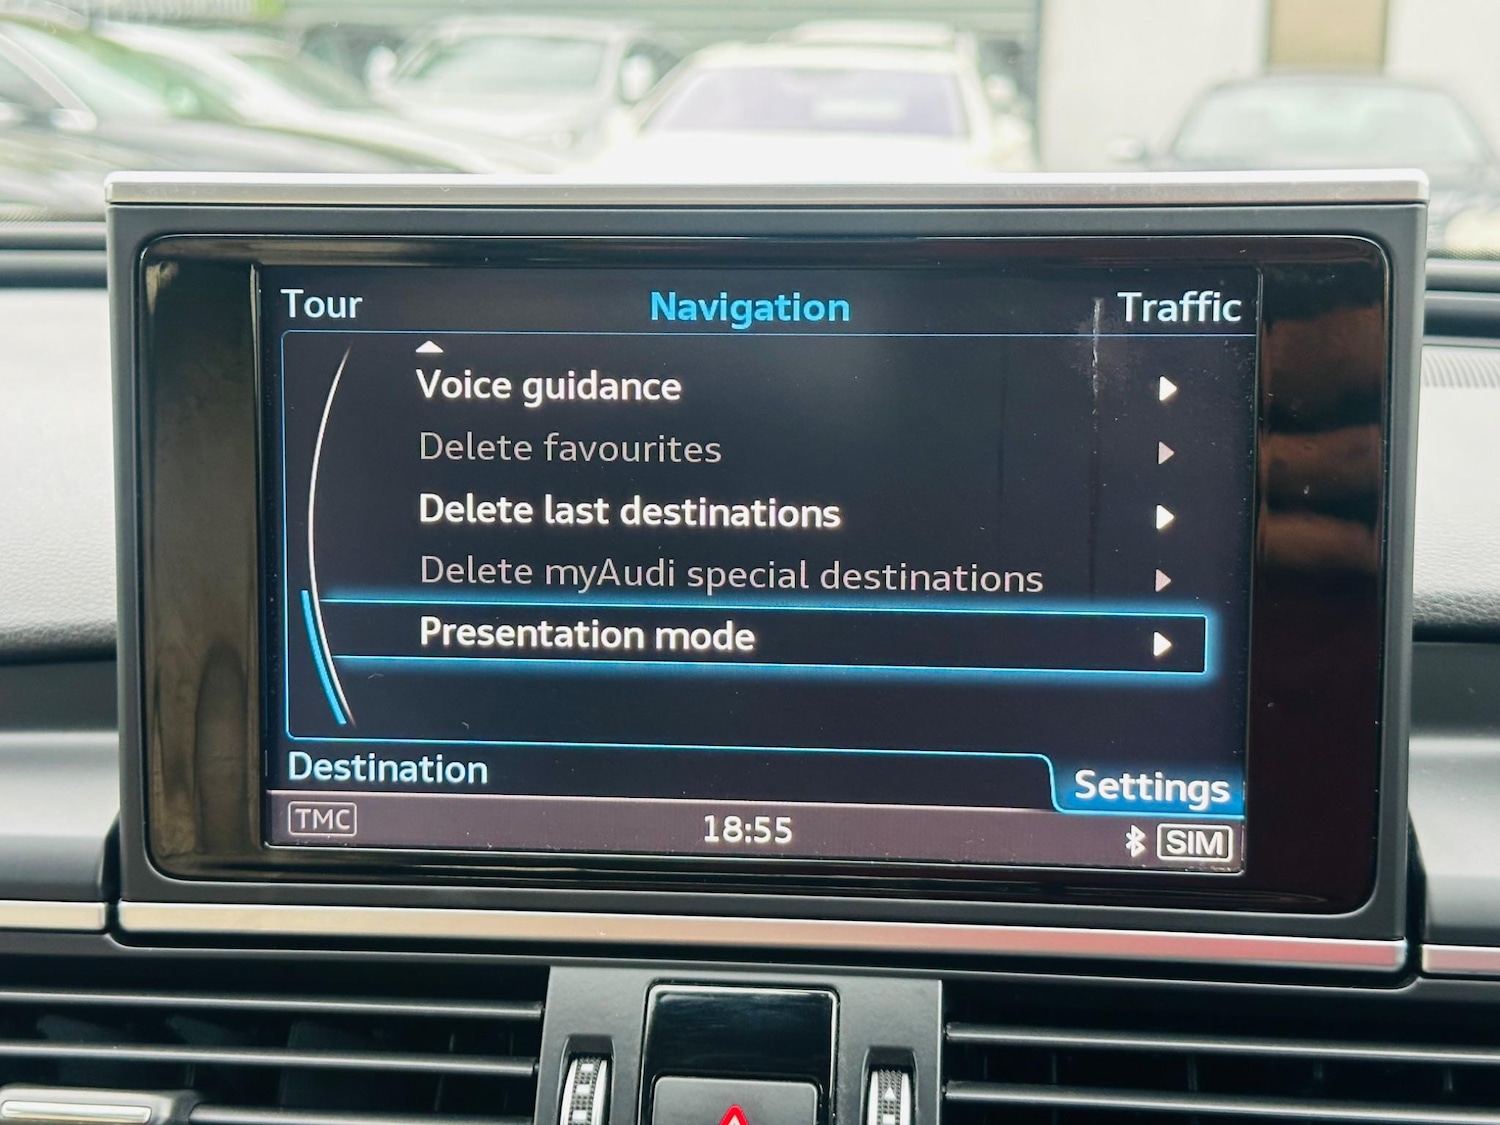 Tour Navigation Traffic
Voice guidance
Delete favourites
Delete last destinations
Delete myAudi special destinations
Presentation mode
Destination
Settings
TMC 18:55 SIM